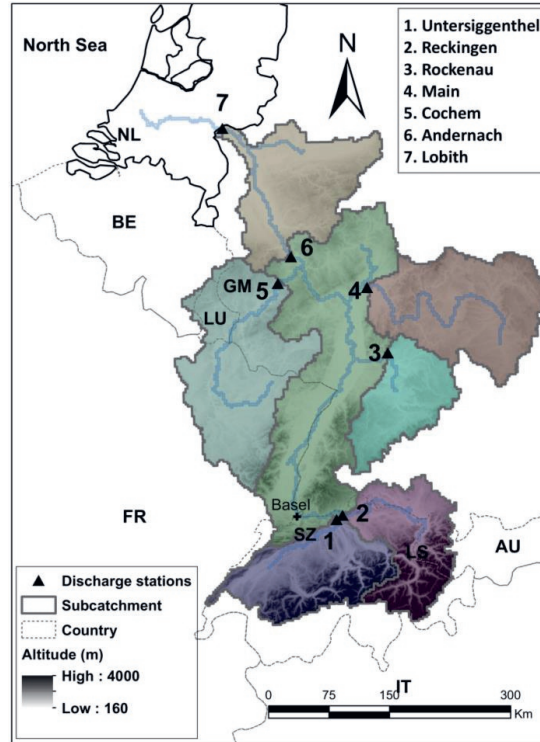 North Sea
N
1. Untersiggenthel
2. Reckingen
3. Rockenau
4. Main
5. Cochem
6. Andernach
7. Lobith
7
NL
BE
6
GM
5
4
LU
3
Basel
2
FR
SZ
1
LS
AU
Discharge stations
Subcatchment
Country
Altitude (m)
High : 4000
Low : 160
IT
0 75 150 300
Km